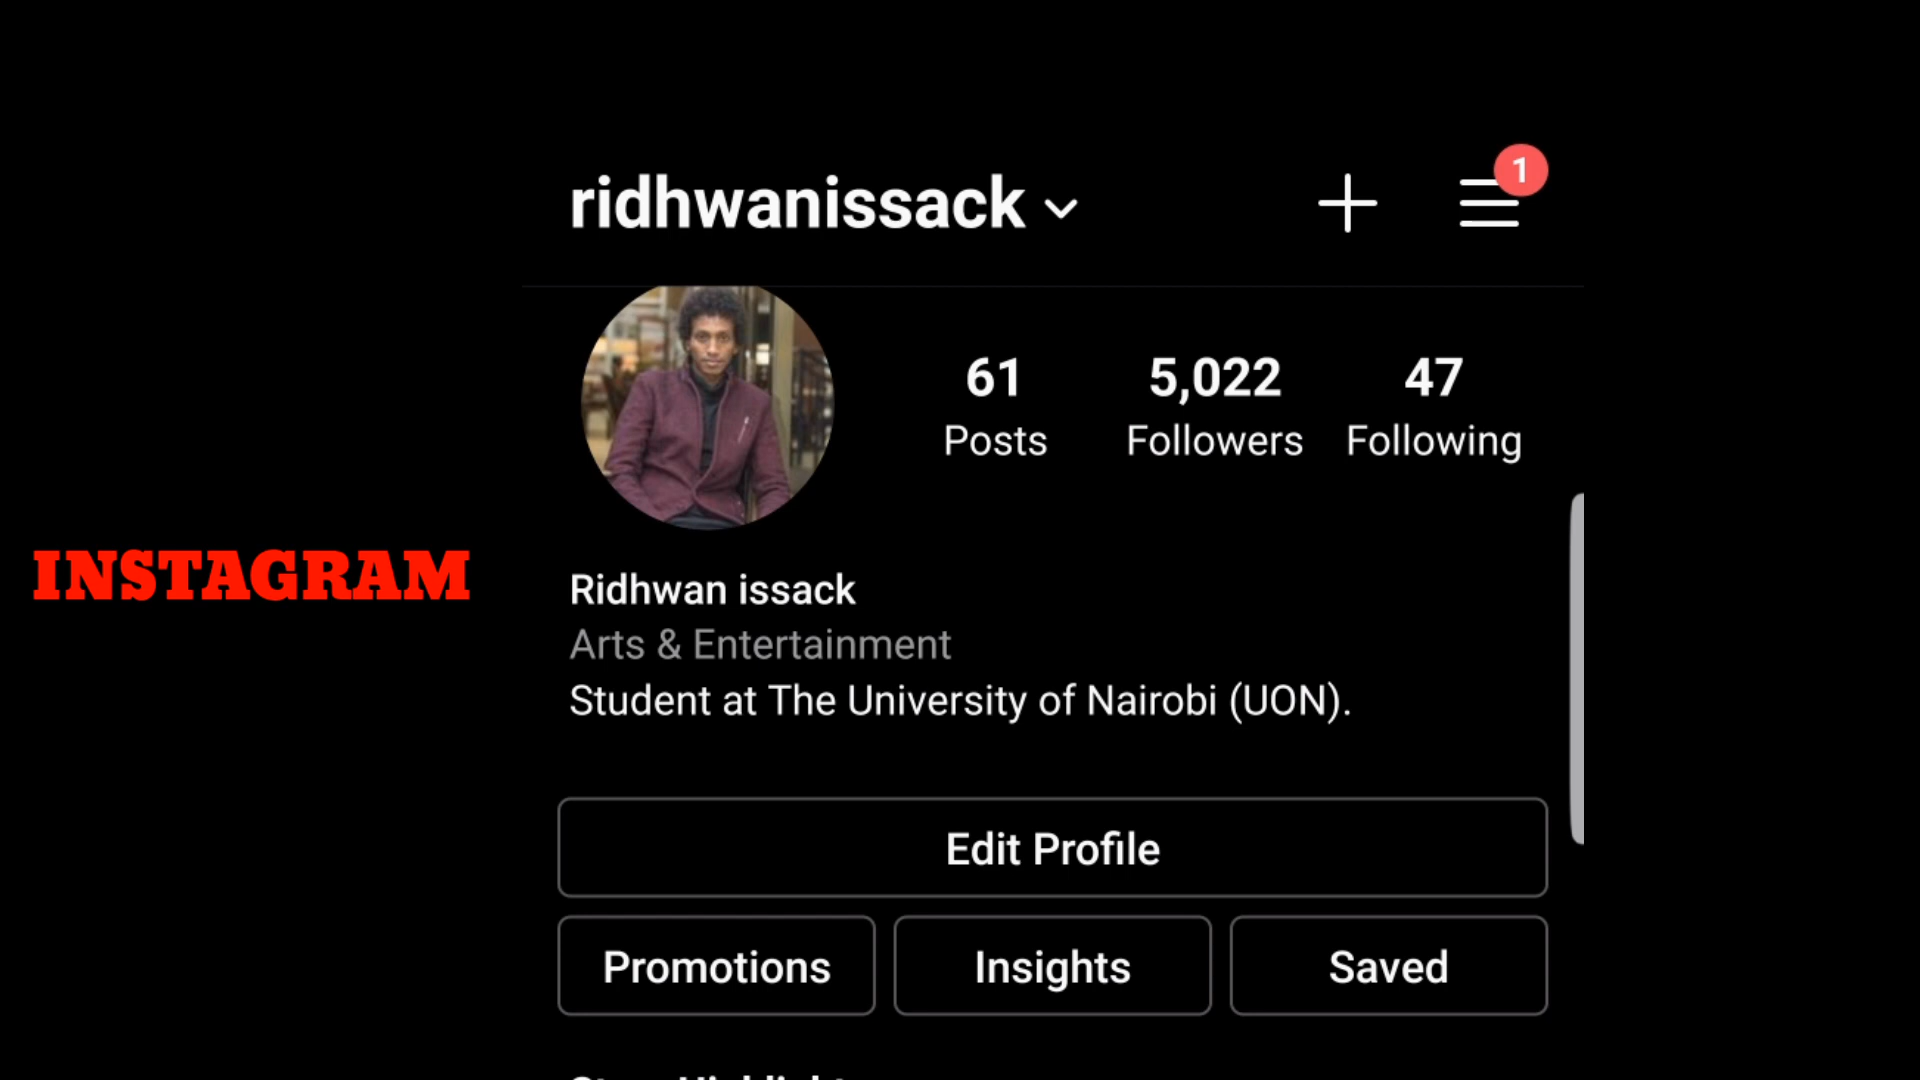 ridhwanissack
1
61 5,022 47
Posts Followers Following
INSTAGRAM
Ridhwan issack
Arts & Entertainment
Student at The University of Nairobi (UON).
Edit Profile
Promotions Insights Saved